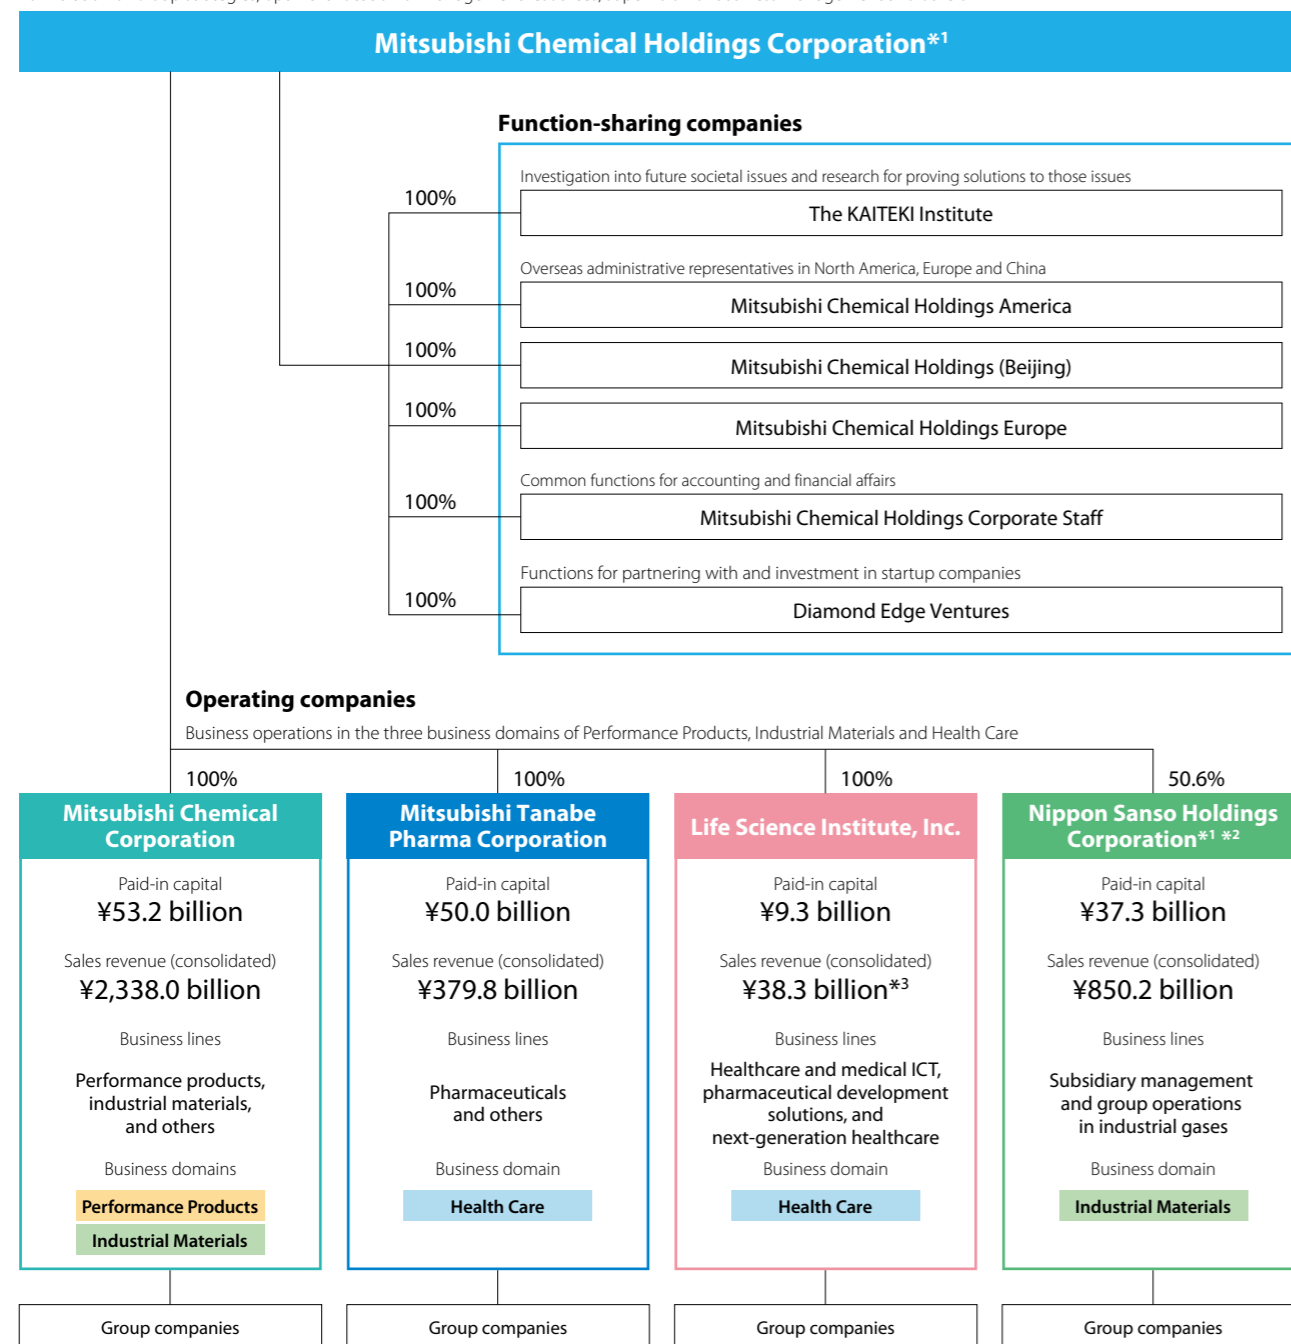 Mitsubishi Chemical Holdings Corporation*1
Function-sharing companies
Investigation into future societal issues and research for proving solutions to those issues
100%
The KAITEKI Institute
Overseas administrative representatives in North America, Europe and China
100%
Mitsubishi Chemical Holdings America
100%
Mitsubishi Chemical Holdings (Beijing)
100%
Mitsubishi Chemical Holdings Europe
Common functions for accounting and financial affairs
100%
Mitsubishi Chemical Holdings Corporate Staff
Functions for partnering with and investment in startup companies
100%
Diamond Edge Ventures
Operating companies
Business operations in the three business domains of Performance Products, Industrial Materials and Health Care
100%
Mitsubishi Chemical
Corporation
Paid-in capital
¥53.2 billion
Sales revenue (consolidated)
¥2,338.0 billion
Business lines
Performance products,
industrial materials,
and others
Business domains
Performance Products
Industrial Materials
Group companies
100%
Mitsubishi Tanabe
Pharma Corporation
Paid-in capital
¥50.0 billion
Sales revenue (consolidated)
¥379.8 billion
Business lines
Pharmaceuticals
and others
Business domain
Health Care
Group companies
100%
Life Science Institute, Inc.
Paid-in capital
¥9.3 billion
Sales revenue (consolidated)
¥38.3 billion*3
Business lines
Healthcare and medical ICT,
pharmaceutical development
solutions, and
next-generation healthcare
Business domain
Health Care
Group companies
50.6%
Nippon Sanso Holdings
Corporation*1 *2
Paid-in capital
¥37.3 billion
Sales revenue (consolidated)
¥850.2 billion
Business lines
Subsidiary management
and group operations
in industrial gases
Business domain
Industrial Materials
Group companies